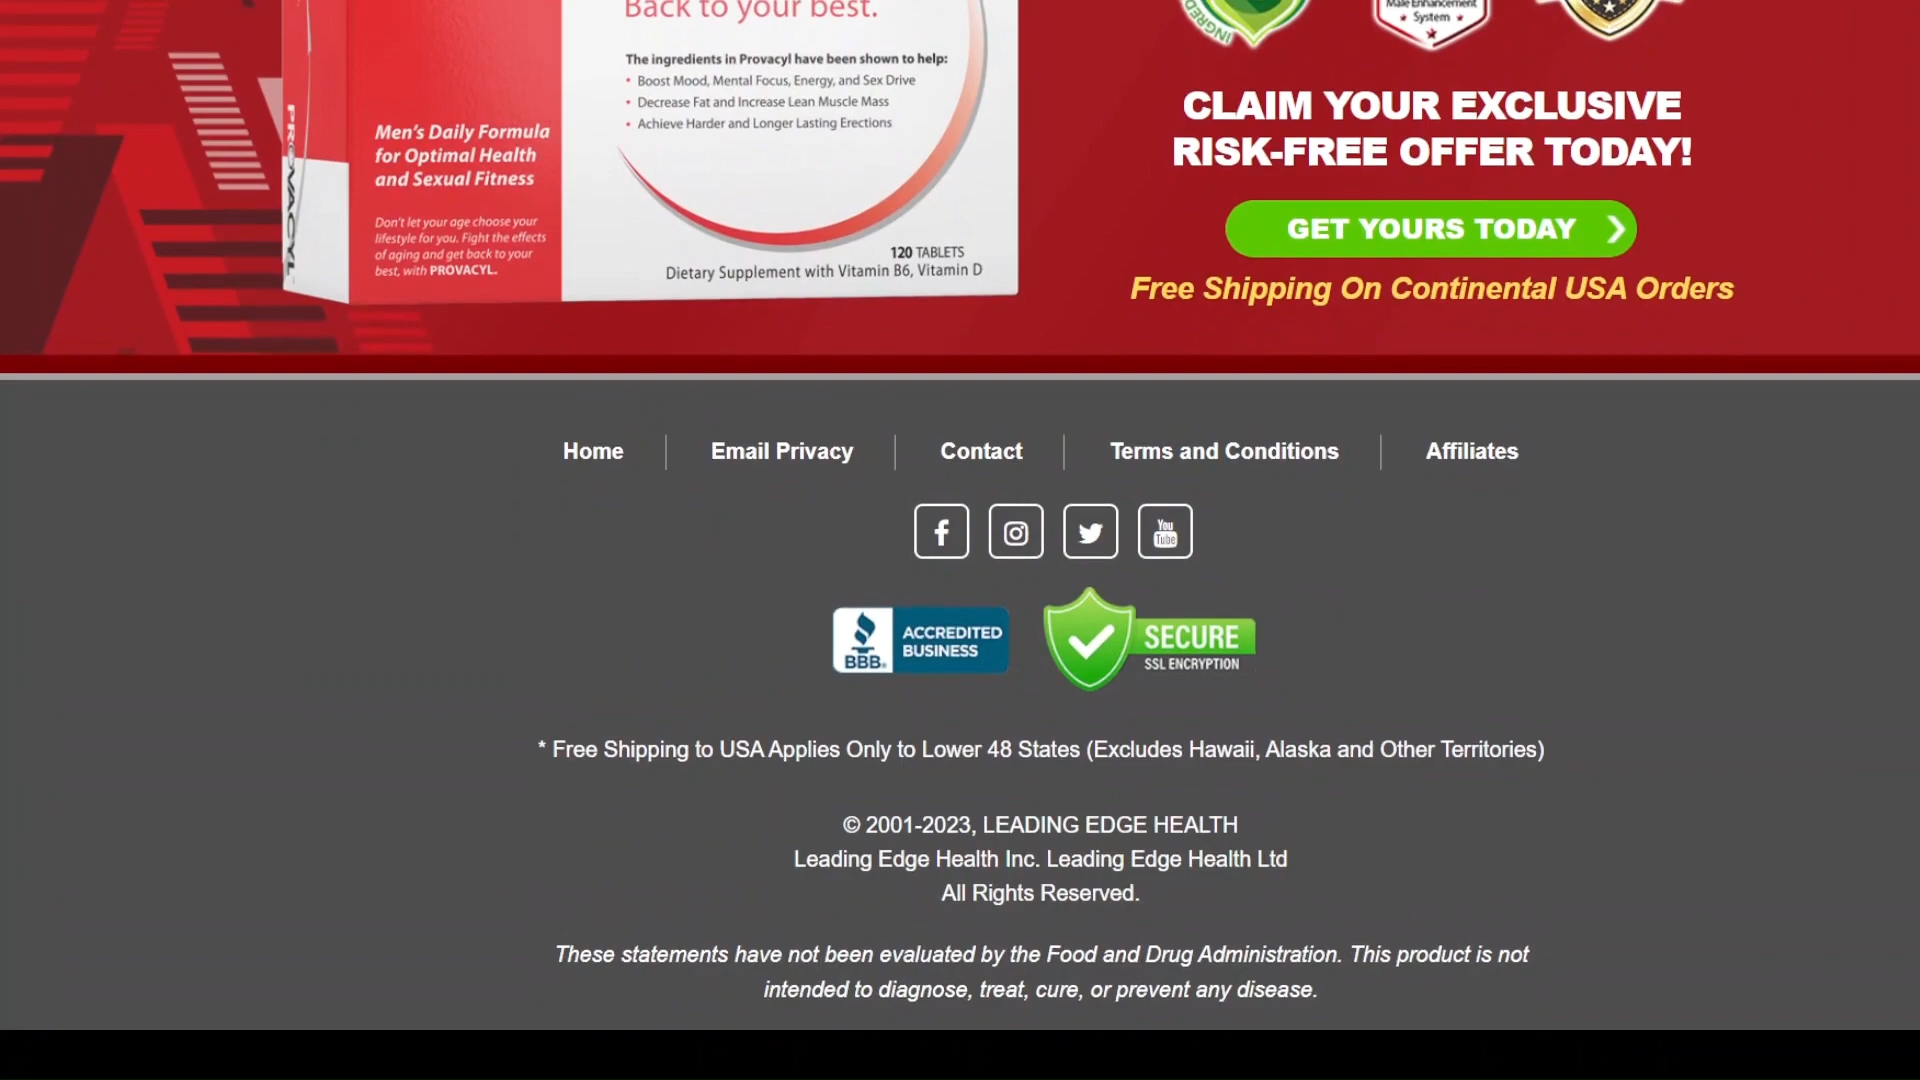 Back to your best.
The ingredients in Provacyl have been shown to help:
• Boost Mood, Mental Focus, Energy, and Sex Drive
• Decrease Fat and Increase Lean Muscle Mass
• Achieve Harder and Longer Lasting Erections
PROVACYL
Men's Daily Formula
for Optimal Health
and Sexual Fitness
Don't let your age choose your
lifestyle for you. Fight the effects
of aging and get back to your
best, with PROVACYL.
120 TABLETS
Dietary Supplement with Vitamin B6, Vitamin D
Male Enhancement
System
CLAIM YOUR EXCLUSIVE
RISK-FREE OFFER TODAY!
GET YOURS TODAY
Free Shipping On Continental USA Orders
Home
Email Privacy
Contact
Terms and Conditions
Affiliates
You
Tube
BBB.
ACCREDITED
BUSINESS
SECURE
SSL ENCRYPTION
* Free Shipping to USA Applies Only to Lower 48 States (Excludes Hawaii, Alaska and Other Territories)
© 2001-2023, LEADING EDGE HEALTH
Leading Edge Health Inc. Leading Edge Health Ltd
All Rights Reserved.
These statements have not been evaluated by the Food and Drug Administration. This product is not
intended to diagnose, treat, cure, or prevent any disease.